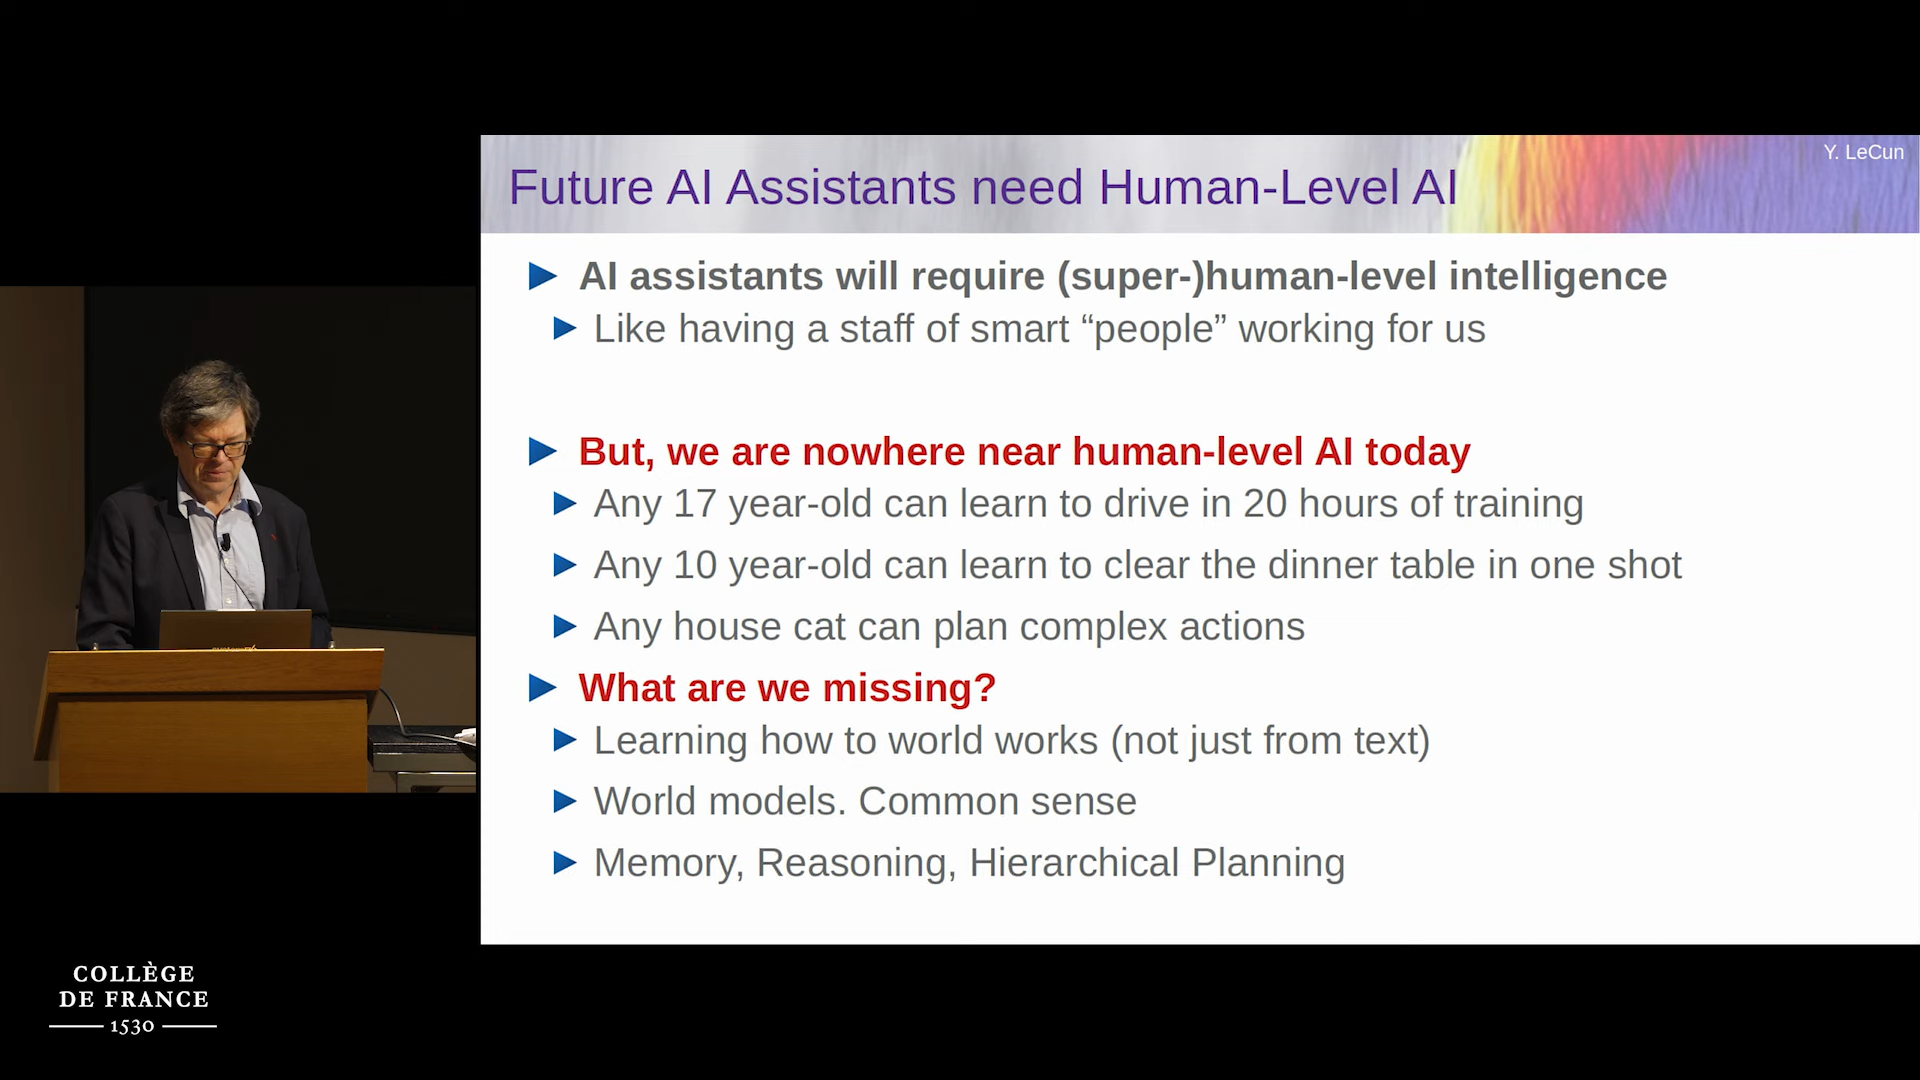 Y. LeCun
Future AI Assistants need Human-Level AI
AI assistants will require (super-)human-level intelligence
Like having a staff of smart “people” working for us
But, we are nowhere near human-level AI today
Any 17 year-old can learn to drive in 20 hours of training
Any 10 year-old can learn to clear the dinner table in one shot
Any house cat can plan complex actions
What are we missing?
Learning how to world works (not just from text)
World models. Common sense
Memory, Reasoning, Hierarchical Planning
COLLÈGE
DE FRANCE
1530